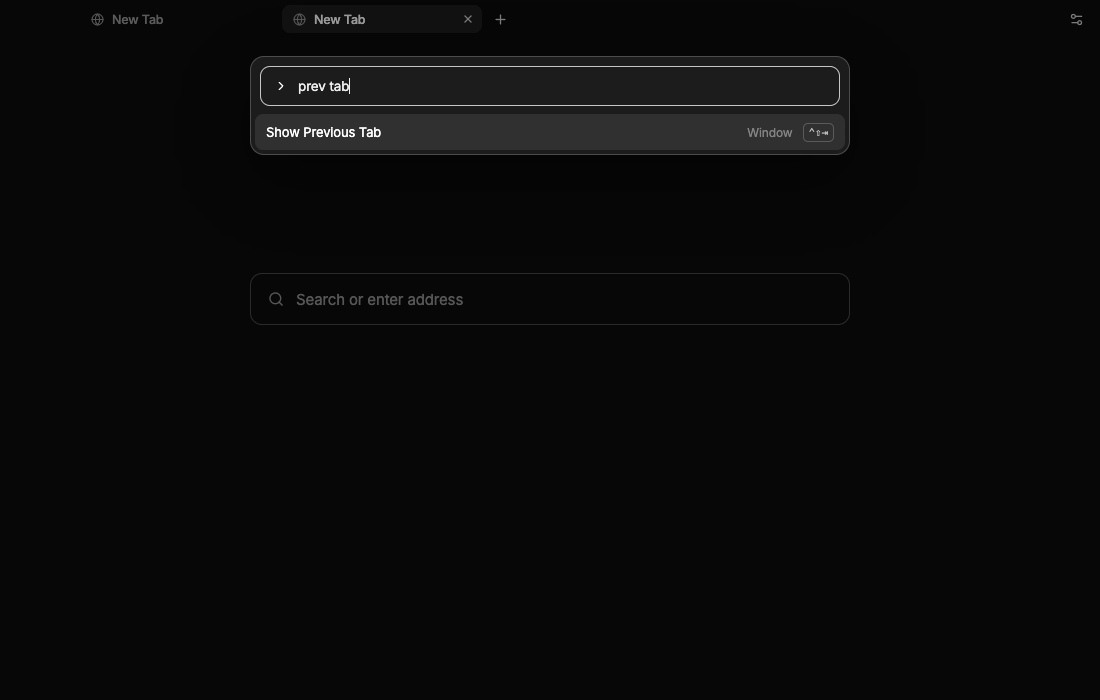 New Tab
New Tab
prev tab
Show Previous Tab Window ⌃⇧⇥
Search or enter address